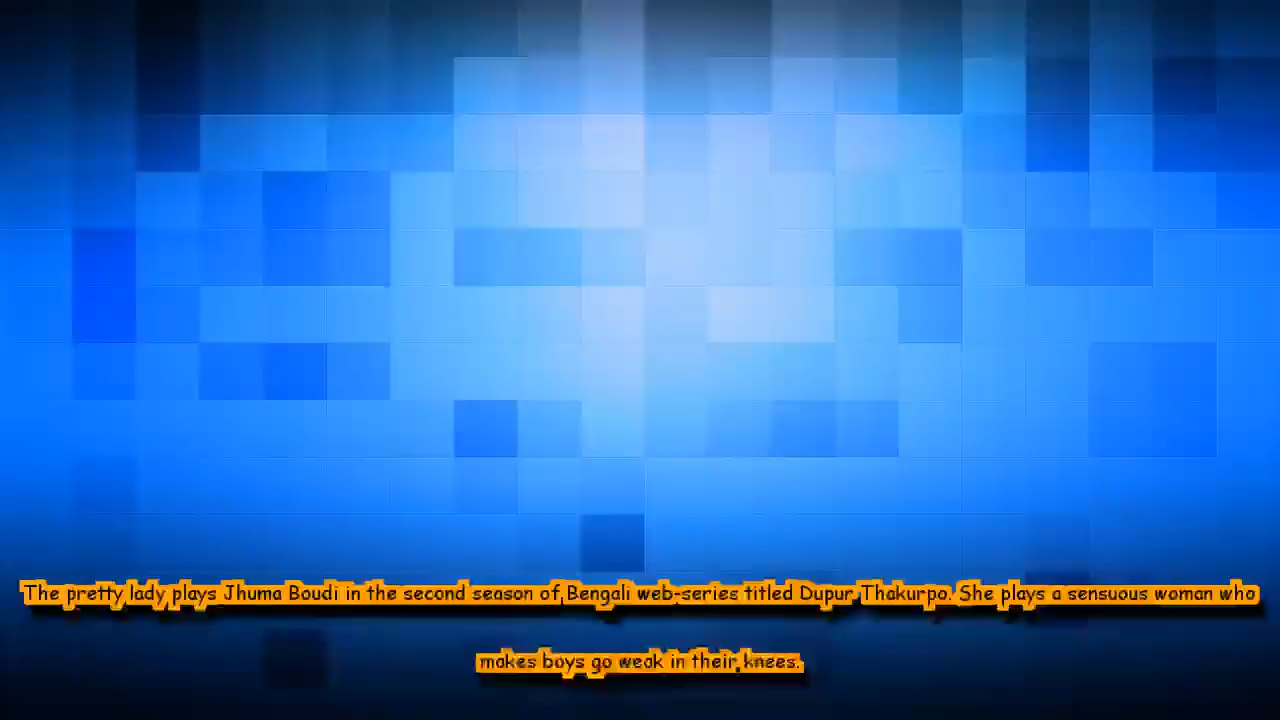 The pretty lady plays Jhuma Boudi in the second season of Bengali web-series titled Dupur Thakurpo. She plays a sensuous woman who
makes boys go weak in their knees.